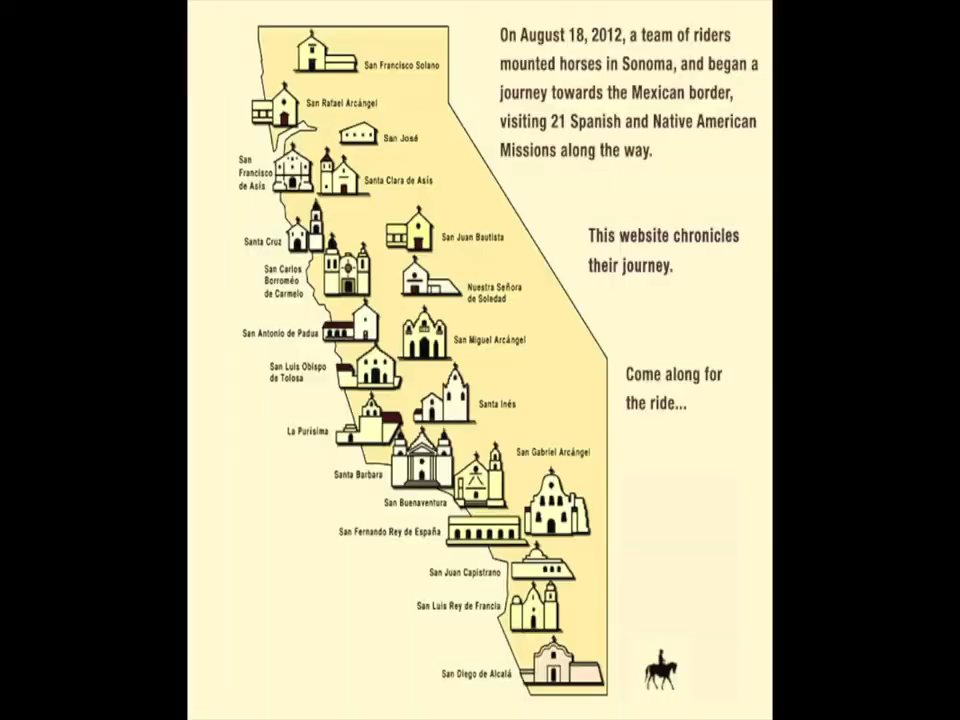 On August 18, 2012, a team of riders
mounted horses in Sonoma, and began a
journey towards the Mexican border,
visiting 21 Spanish and Native American
Missions along the way.
This website chronicles
their journey.
Come along for
the ride...
San Francisco Solano
San Rafael Arcángel
San José
San
Francisco
de Asís
Santa Clara de Asís
Santa Cruz
San Juan Bautista
San Carlos
Borroméo
de Carmelo
Nuestra Señora
de Soledad
San Antonio de Padua
San Miguel Arcángel
San Luis Obispo
de Tolosa
Santa Inés
La Purísima
San Gabriel Arcángel
Santa Barbara
San Buenaventura
San Fernando Rey de España
San Juan Capistrano
San Luis Rey de Francia
San Diego de Alcalá